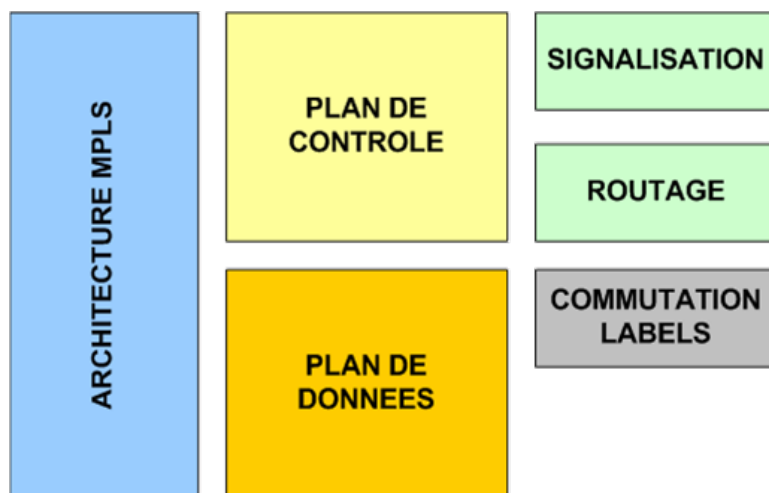 ARCHITECTURE MPLS
PLAN DE
CONTROLE
SIGNALISATION
ROUTAGE
PLAN DE
DONNEES
COMMUTATION
LABELS